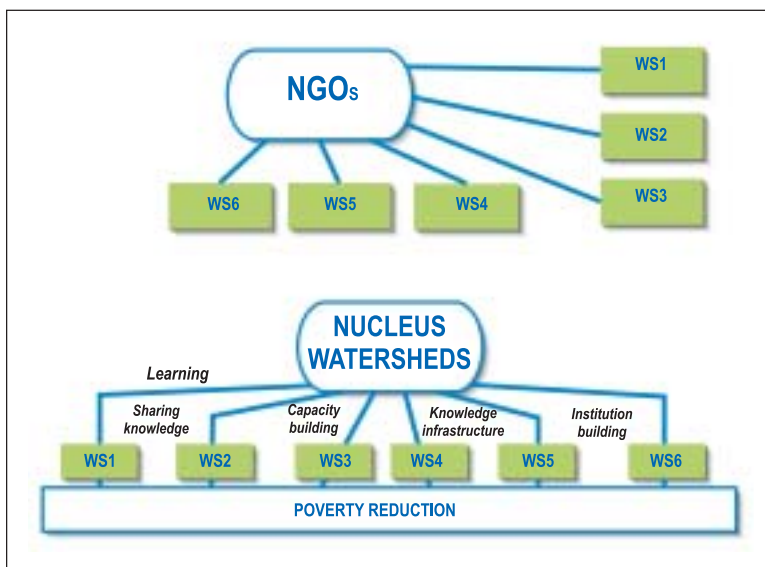 NGOs
WS1
WS2
WS3
WS6
WS5
WS4
NUCLEUS
WATERSHEDS
Learning
Sharing
knowledge
Capacity
building
Knowledge
infrastructure
Institution
building
WS1
WS2
WS3
WS4
WS5
WS6
POVERTY REDUCTION